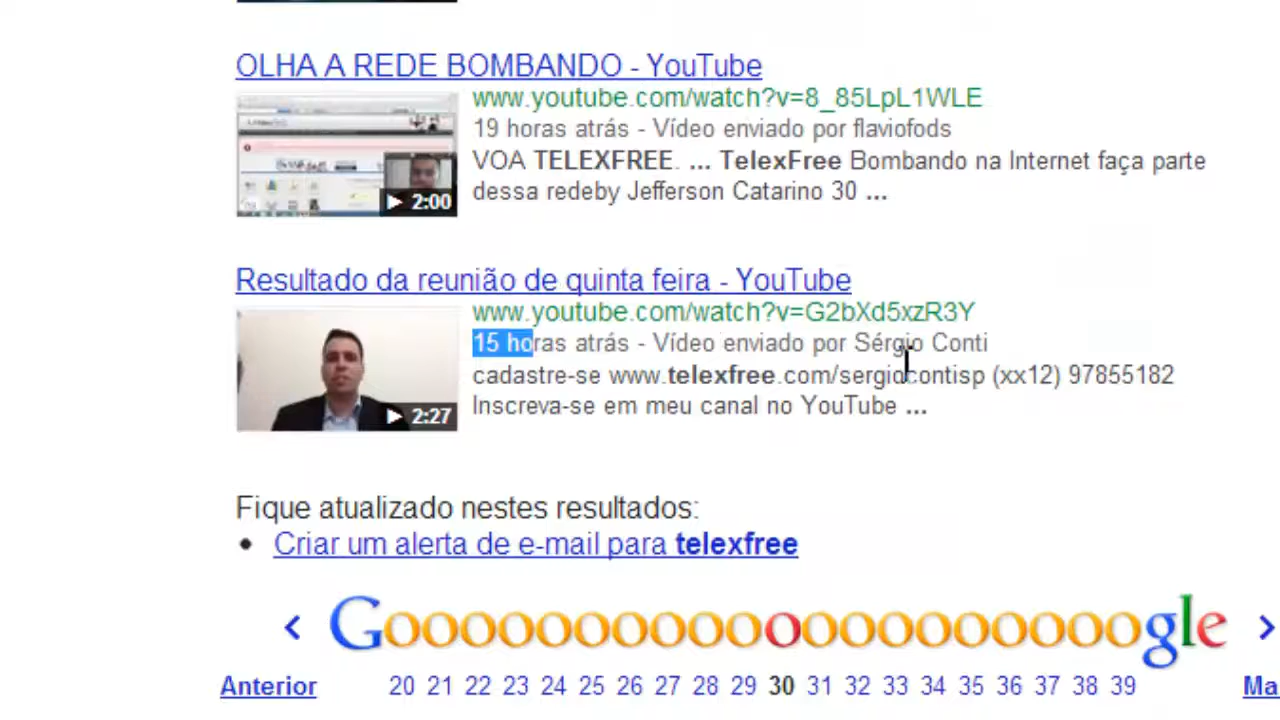 OLHA A REDE BOMBANDO - YouTube
www.youtube.com/watch?v=8_85LpL1WLE
19 horas atrás - Vídeo enviado por flaviofods
VOA TELEXFREE. ... TelexFree Bombando na Internet faça parte
dessa redeby Jefferson Catarino 30 ...
2:00
Resultado da reunião de quinta feira - YouTube
www.youtube.com/watch?v=G2bXd5xzR3Y
15 horas atrás - Vídeo enviado por Sérgio Conti
cadastre-se www.telexfree.com/sergiocontisp (xx12) 97855182
Inscreva-se em meu canal no YouTube ...
2:27
Fique atualizado nestes resultados:
• Criar um alerta de e-mail para telexfree
< Goooooooooooooooooooogle >
Anterior 20 21 22 23 24 25 26 27 28 29 30 31 32 33 34 35 36 37 38 39 Ma